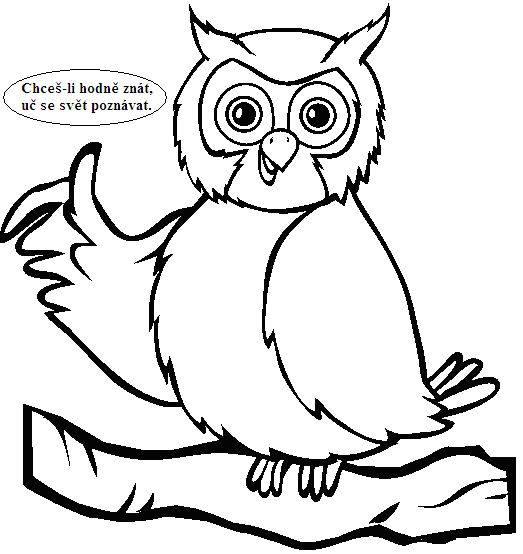 Chceš-li hodně znát,
uč se svět poznávat.